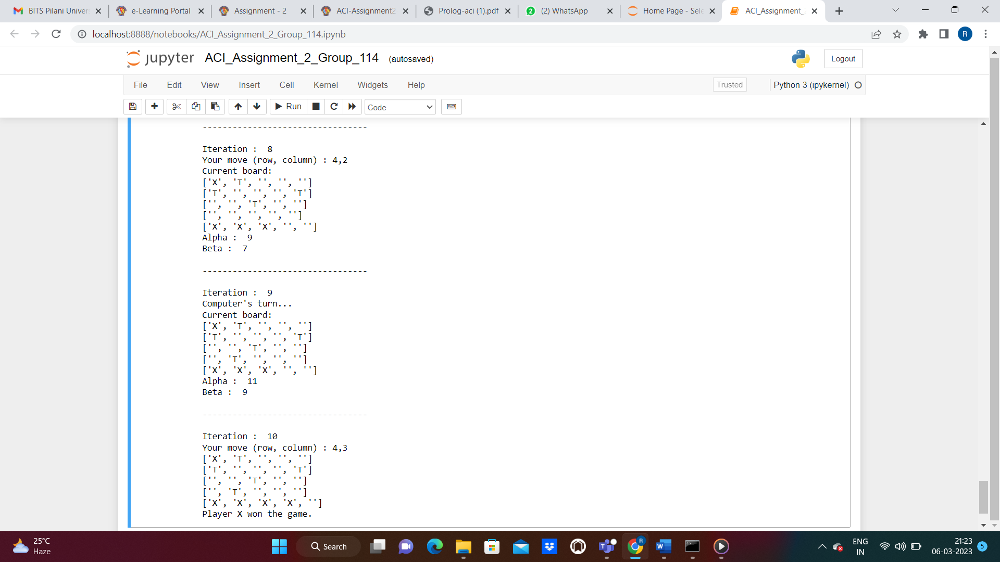 BITS Pilani Univer
e-Learning Portal
Assignment - 2
ACI-Assignment2
Prolog-aci (1).pdf
2 (2) WhatsApp
Home Page - Sele
ACI_Assignment_
localhost:8888/notebooks/ACI_Assignment_2_Group_114.ipynb
R
jupyter ACI_Assignment_2_Group_114 (autosaved)
Logout
File Edit View Insert Cell Kernel Widgets Help
Trusted
Python 3 (ipykernel)
Run
Code
---------------------------------
Iteration :  8
Your move (row, column) : 4,2
Current board:
['X', 'T', '', '', '']
['T', '', '', '', 'T']
['', '', 'T', '', '']
['', '', '', '', '']
['X', 'X', 'X', '', '']
Alpha :  9
Beta :  7
---------------------------------
Iteration :  9
Computer's turn...
Current board:
['X', 'T', '', '', '']
['T', '', '', '', 'T']
['', '', 'T', '', '']
['', 'T', '', '', '']
['X', 'X', 'X', '', '']
Alpha :  11
Beta :  9
---------------------------------
Iteration :  10
Your move (row, column) : 4,3
['X', 'T', '', '', '']
['T', '', '', '', 'T']
['', '', 'T', '', '']
['', 'T', '', '', '']
['X', 'X', 'X', 'X', '']
Player X won the game.
25°C
Haze
Search
R
ENG
IN
21:23
06-03-2023
5